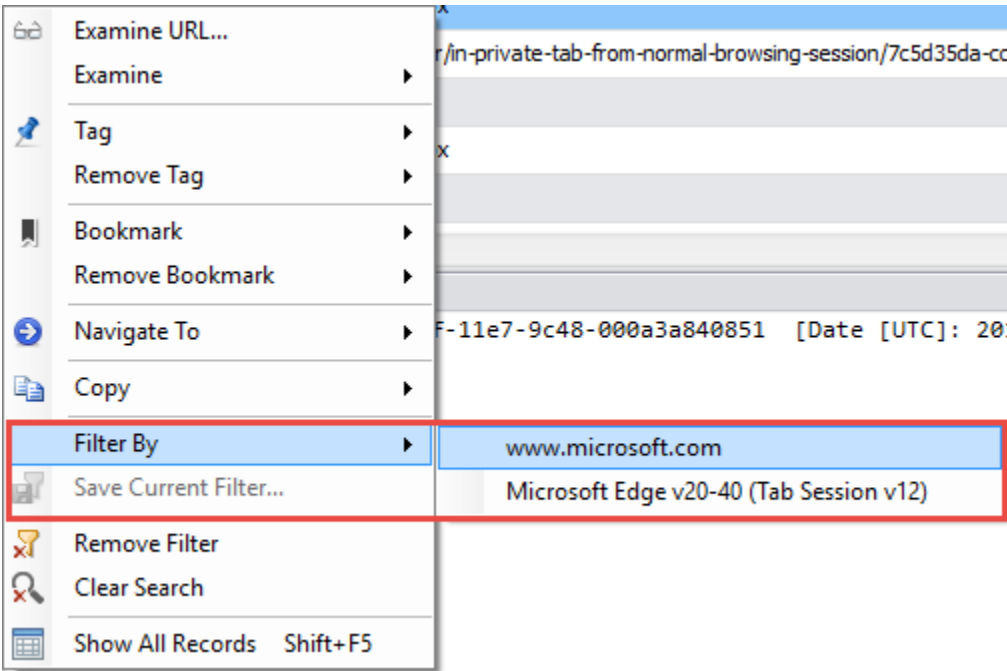 x
Examine URL...
r/in-private-tab-from-normal-browsing-session/7c5d35da-cc
Examine
Tag
x
Remove Tag
Bookmark
Remove Bookmark
Navigate To
f-11e7-9c48-000a3a840851 [Date [UTC]: 201
Copy
Filter By
www.microsoft.com
Save Current Filter...
Microsoft Edge v20-40 (Tab Session v12)
Remove Filter
Clear Search
Show All Records Shift+F5